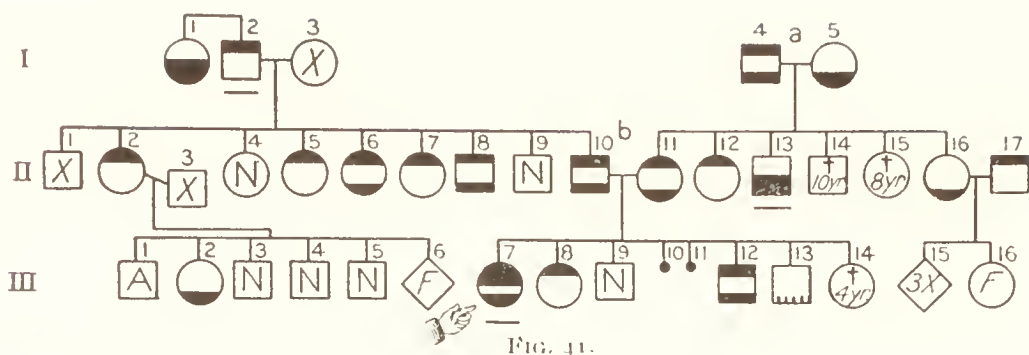 1 2 3 4 a 5
I X
1 2 3 4 5 6 7 8 9 10 b 11 12 13 14 15 16 17
II X X N N † 10yr † 8yr
1 2 3 4 5 6 7 8 9 10 11 12 13 14 15 16
III A N N N F N † 4yr 3X F
FIG. 41.